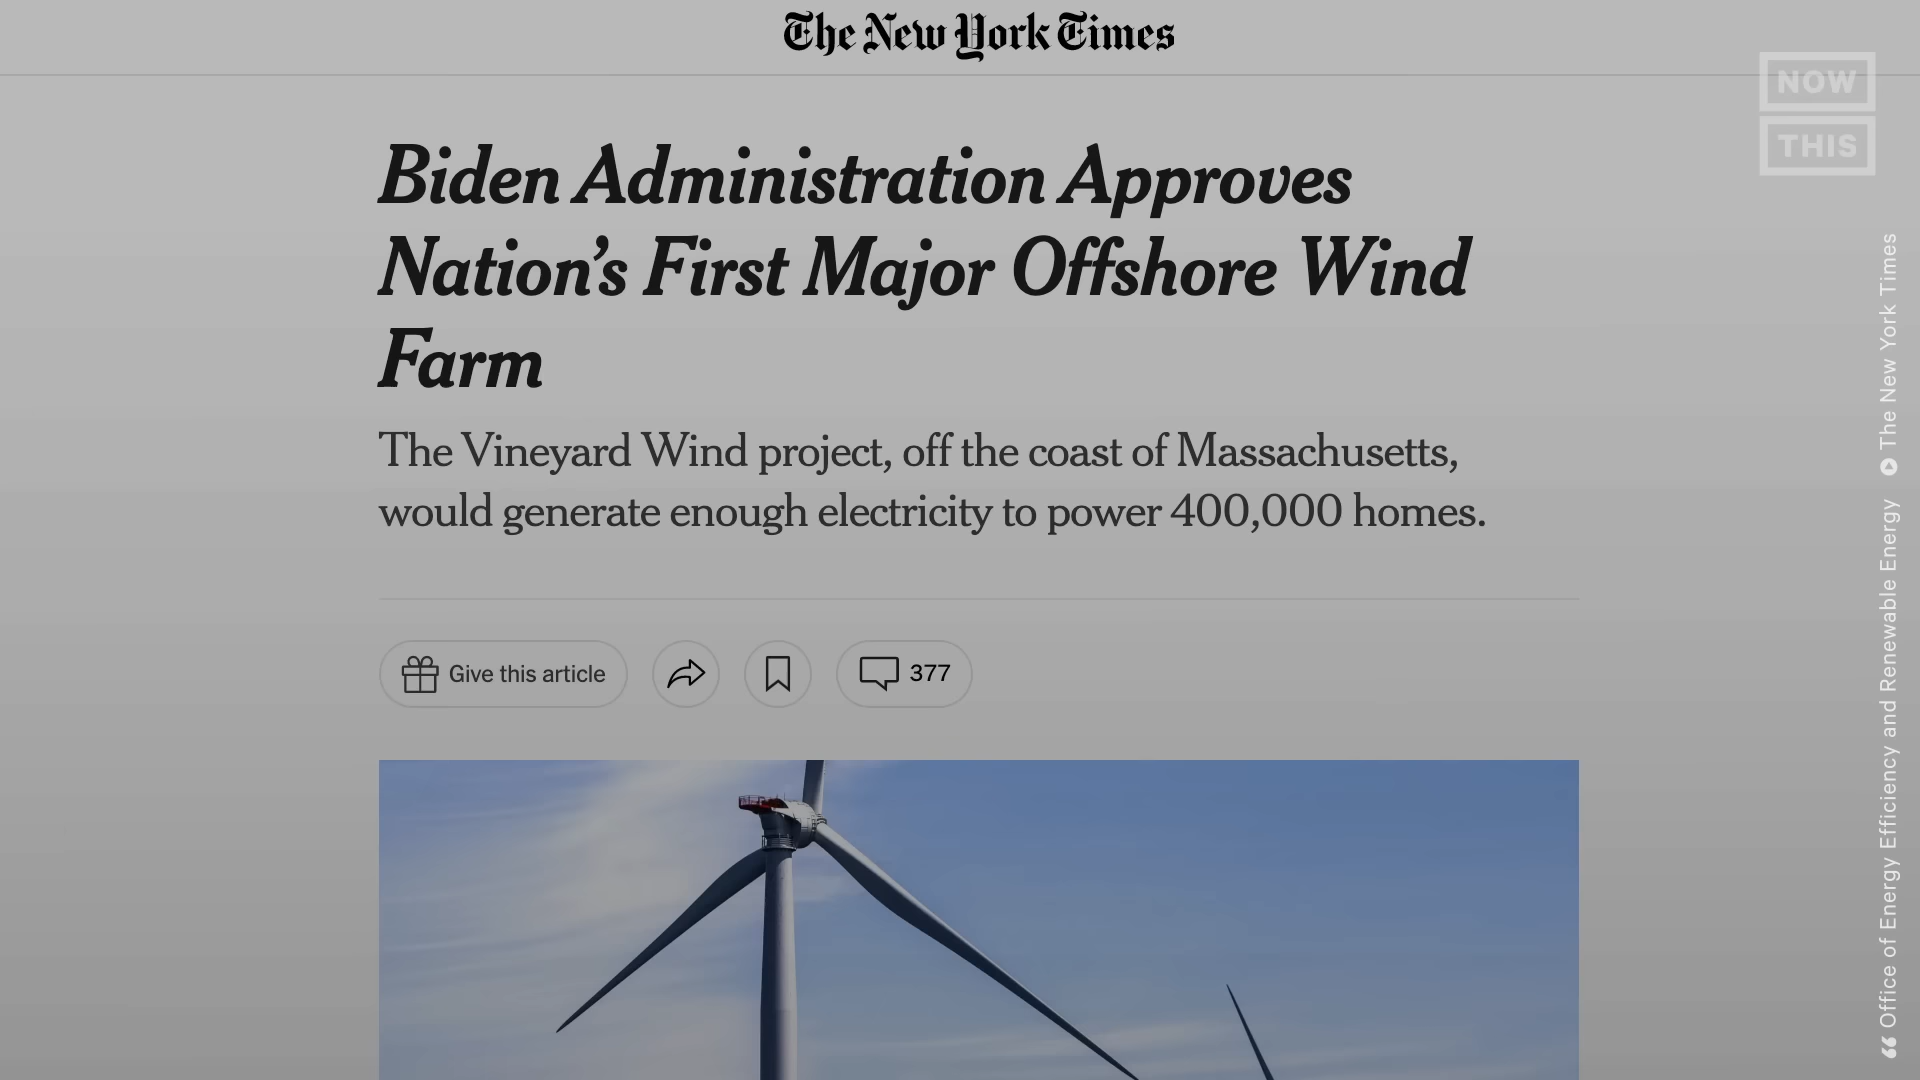 The New York Times
NOW
THIS
Biden Administration Approves
Nation’s First Major Offshore Wind
Farm
The Vineyard Wind project, off the coast of Massachusetts,
would generate enough electricity to power 400,000 homes.
Give this article
377
❝ Office of Energy Efficiency and Renewable Energy The New York Times